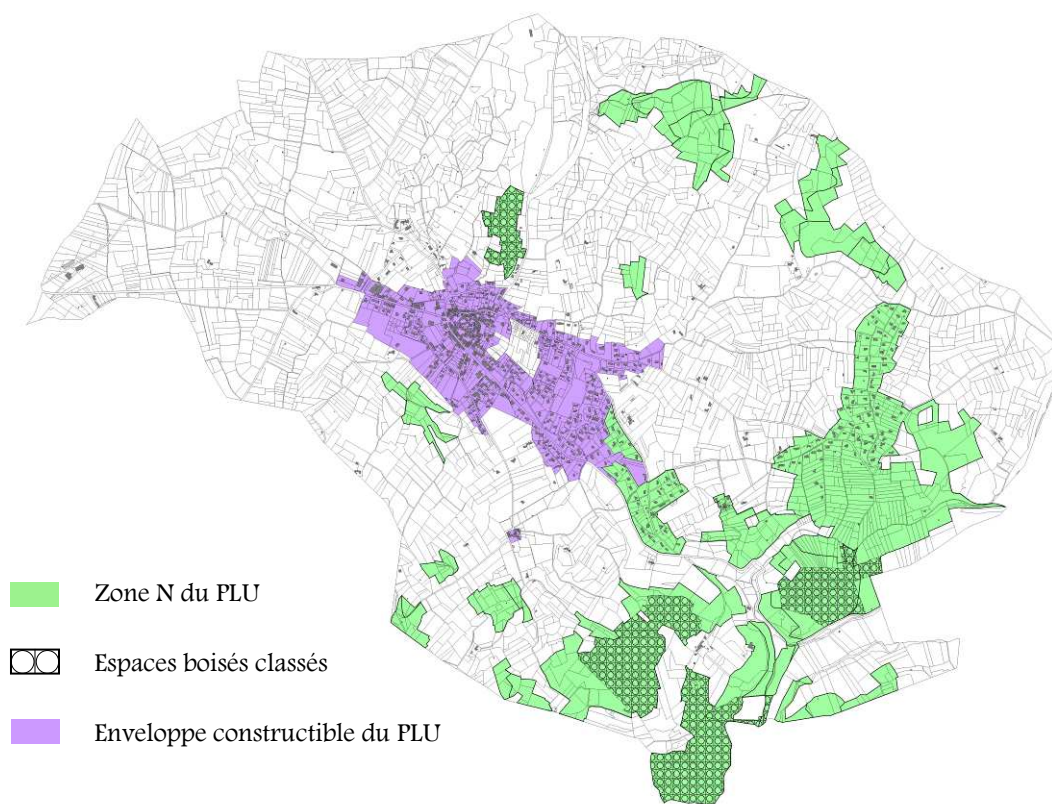 Zone N du PLU
Espaces boisés classés
Enveloppe constructible du PLU